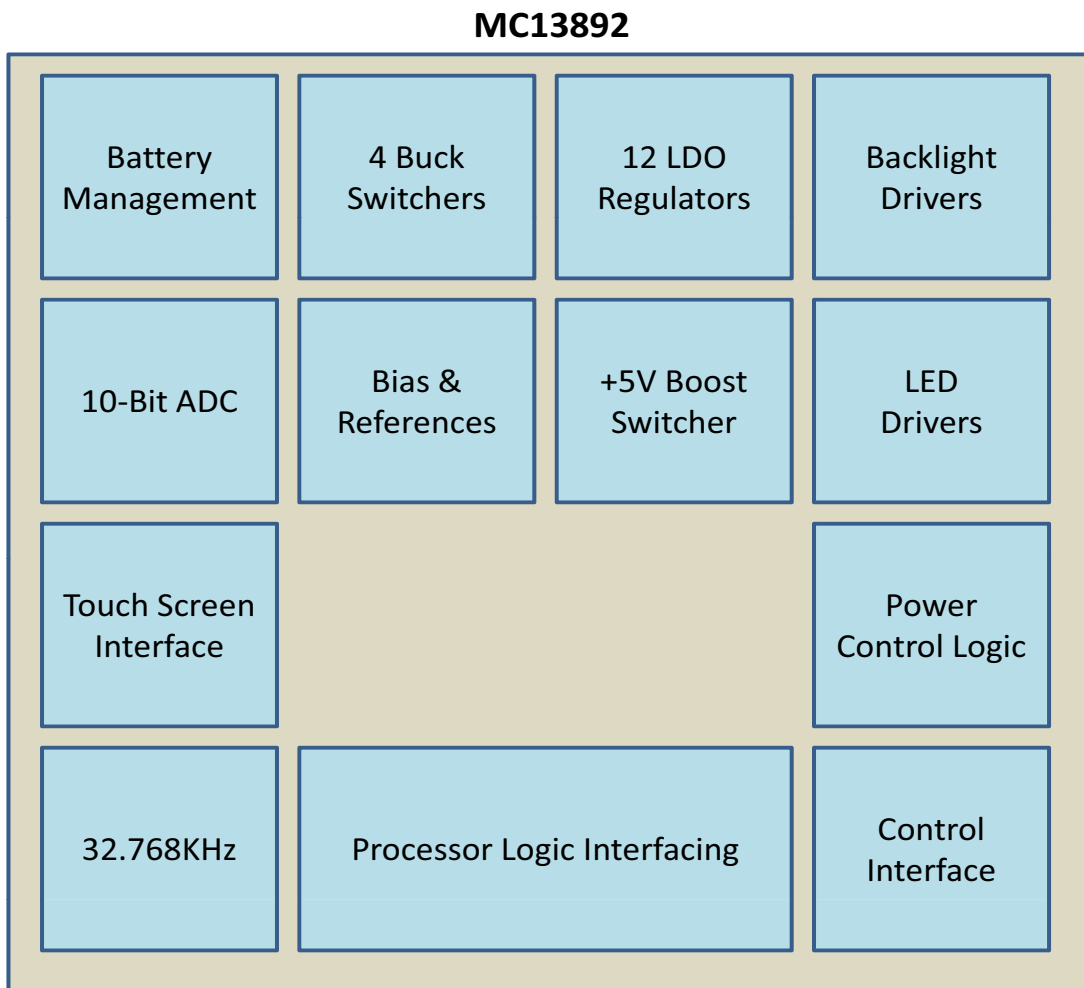 MC13892
Battery
Management
4 Buck
Switchers
12 LDO
Regulators
Backlight
Drivers
10-Bit ADC
Bias &
References
+5V Boost
Switcher
LED
Drivers
Touch Screen
Interface
Power
Control Logic
32.768KHz
Processor Logic Interfacing
Control
Interface